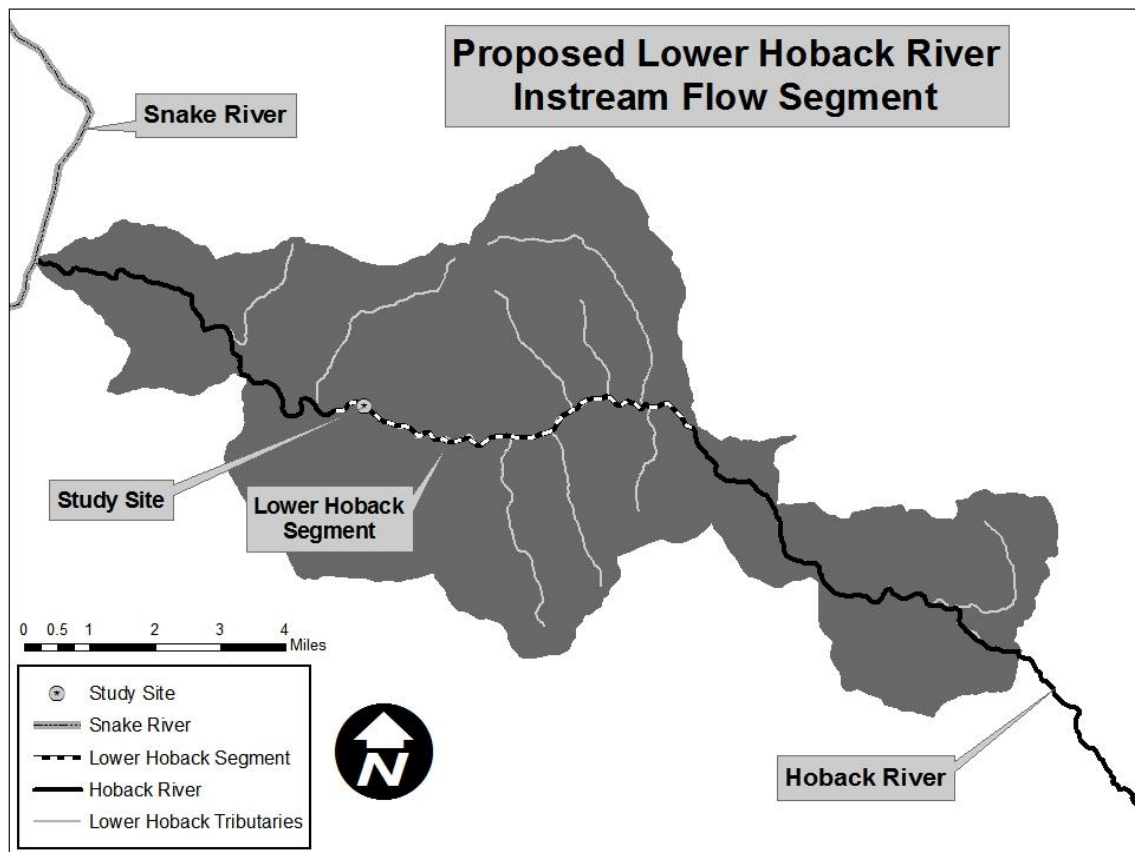 Proposed Lower Hoback River
Instream Flow Segment
Snake River
Study Site
Lower Hoback
Segment
Hoback River
0 0.5 1 2 3 4
Miles
Study Site
Snake River
Lower Hoback Segment
Hoback River
Lower Hoback Tributaries
N